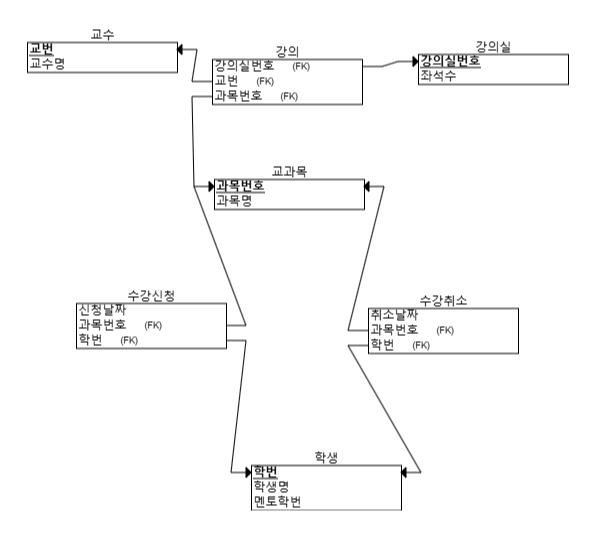 교수
교번
교수명
강의
강의실번호 (FK)
교번 (FK)
과목번호 (FK)
강의실
강의실번호
좌석수
교과목
과목번호
과목명
수강신청
신청날짜
과목번호 (FK)
학번 (FK)
수강취소
취소날짜
과목번호 (FK)
학번 (FK)
학생
학번
학생명
멘토학번